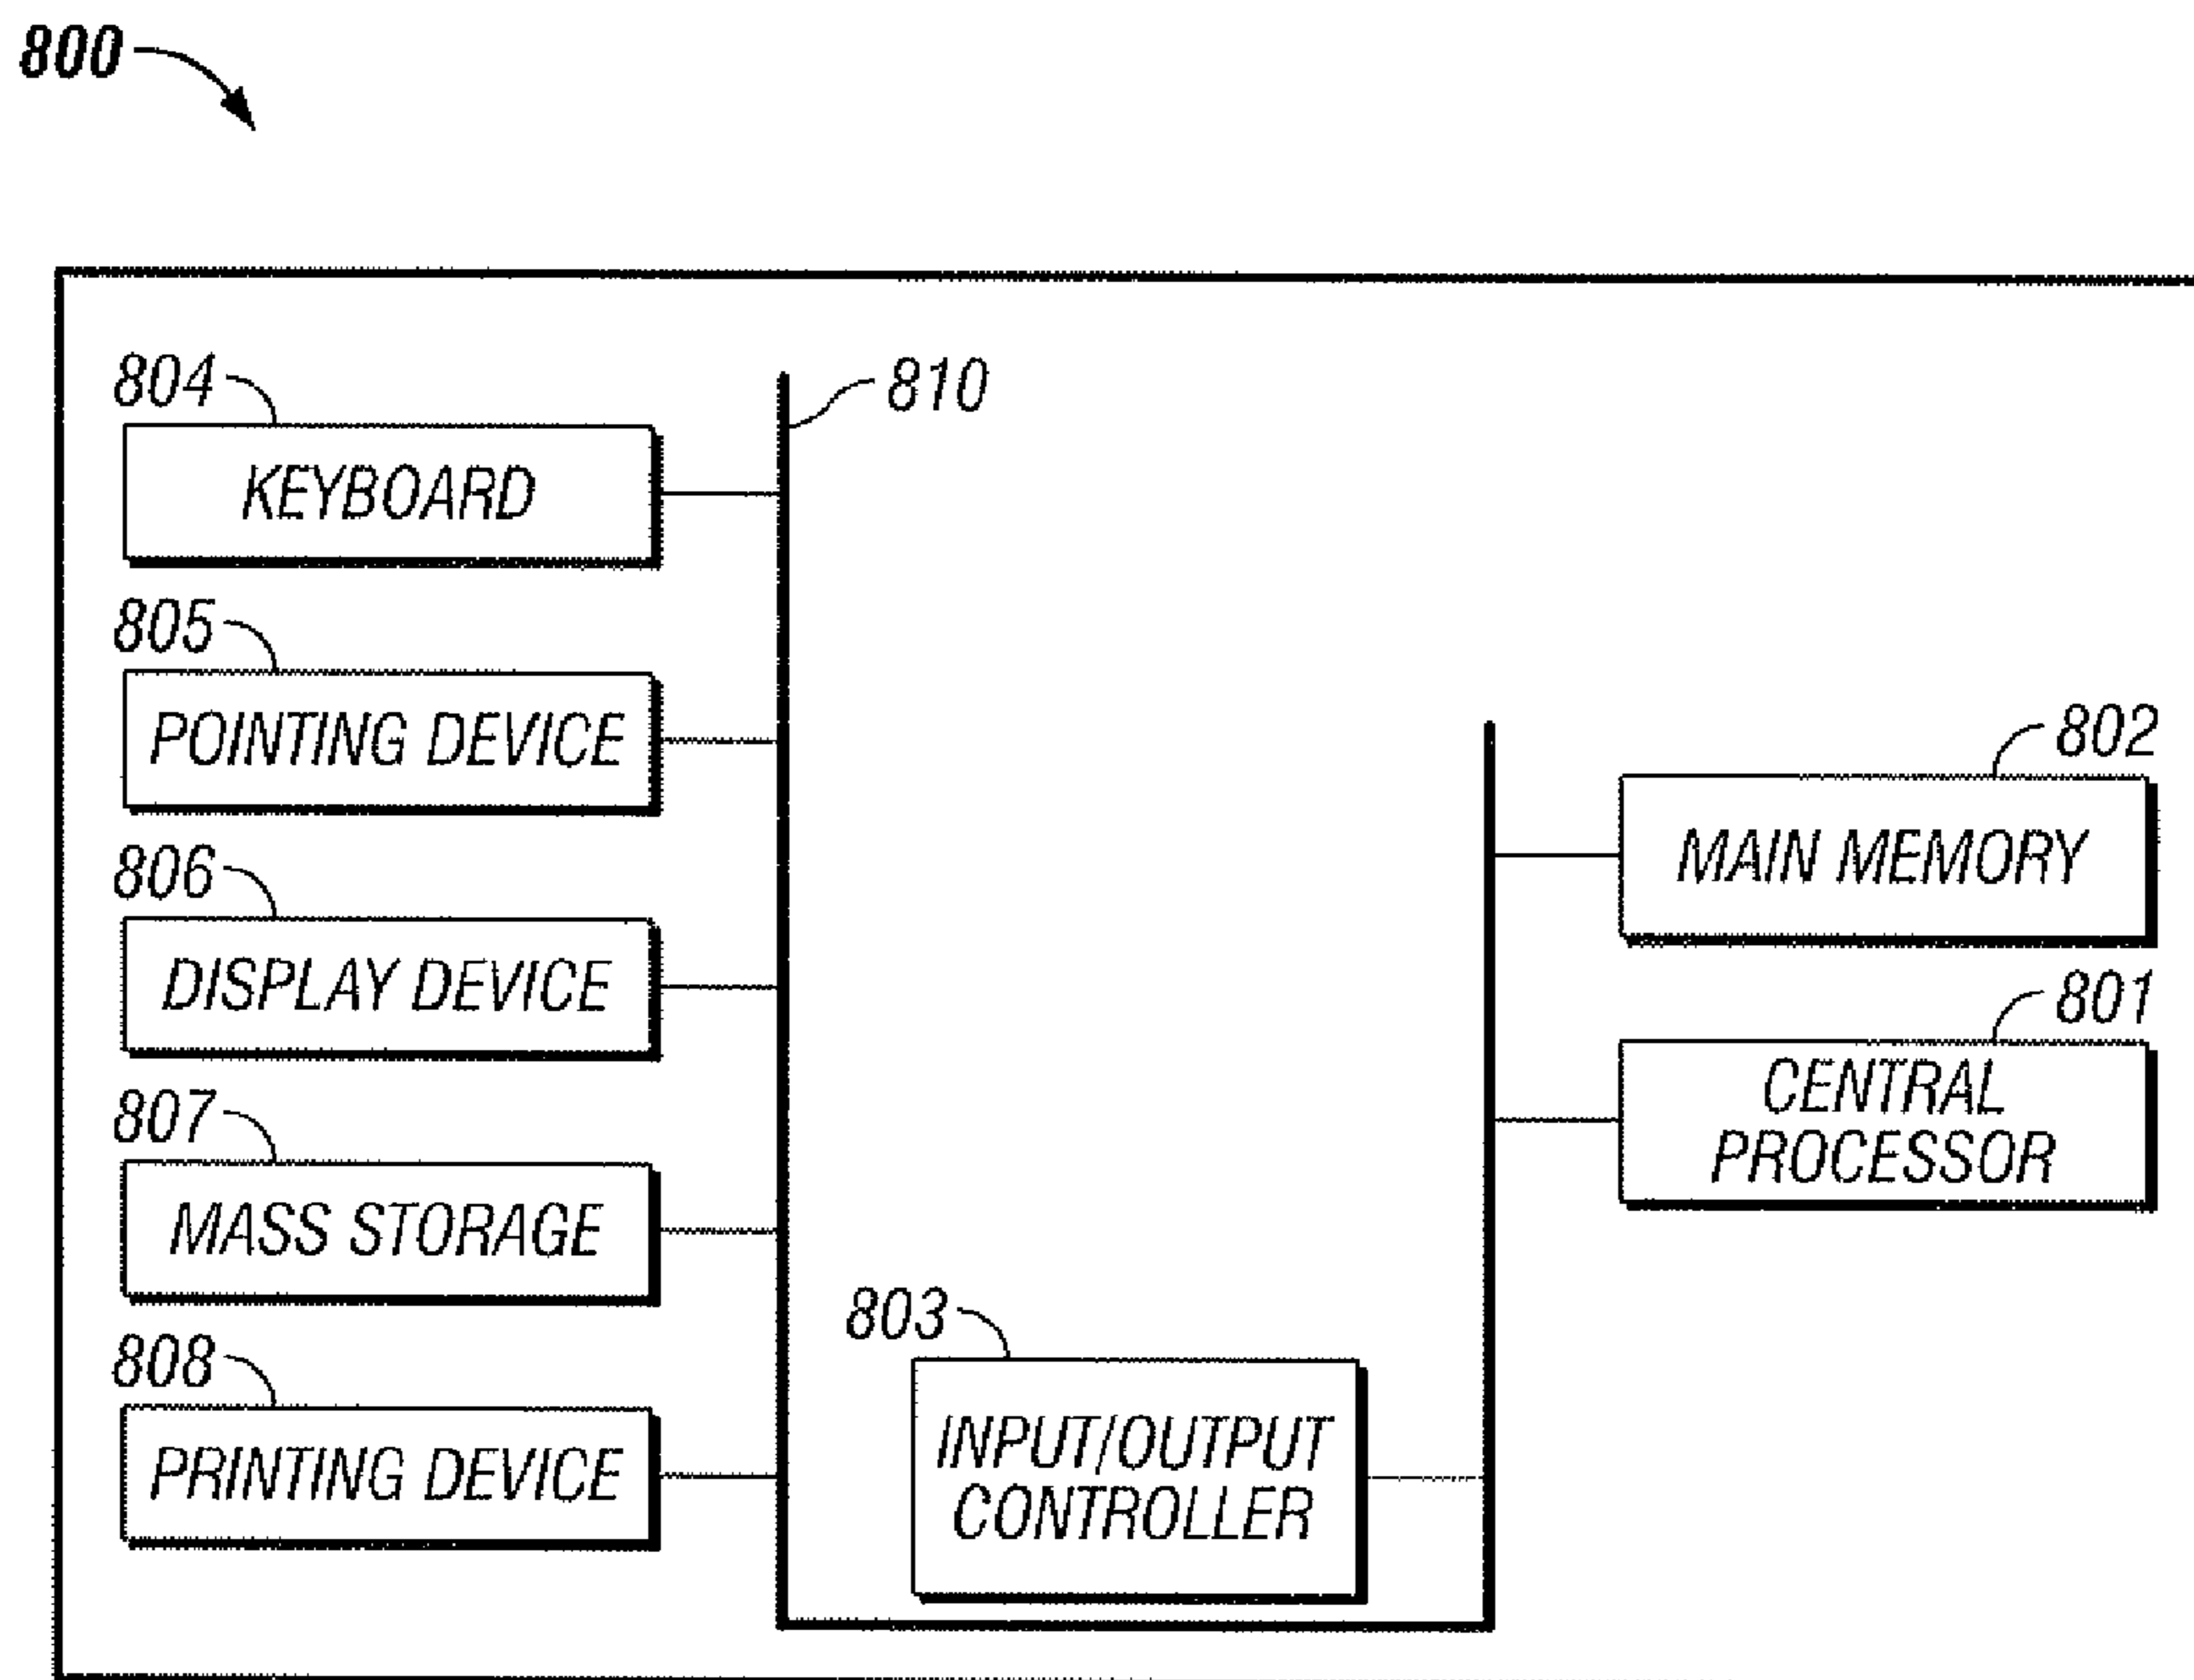 800
804
810
KEYBOARD
805
POINTING DEVICE
802
806
MAIN MEMORY
DISPLAY DEVICE
801
807
CENTRAL
PROCESSOR
MASS STORAGE
803
808
INPUT/OUTPUT
CONTROLLER
PRINTING DEVICE